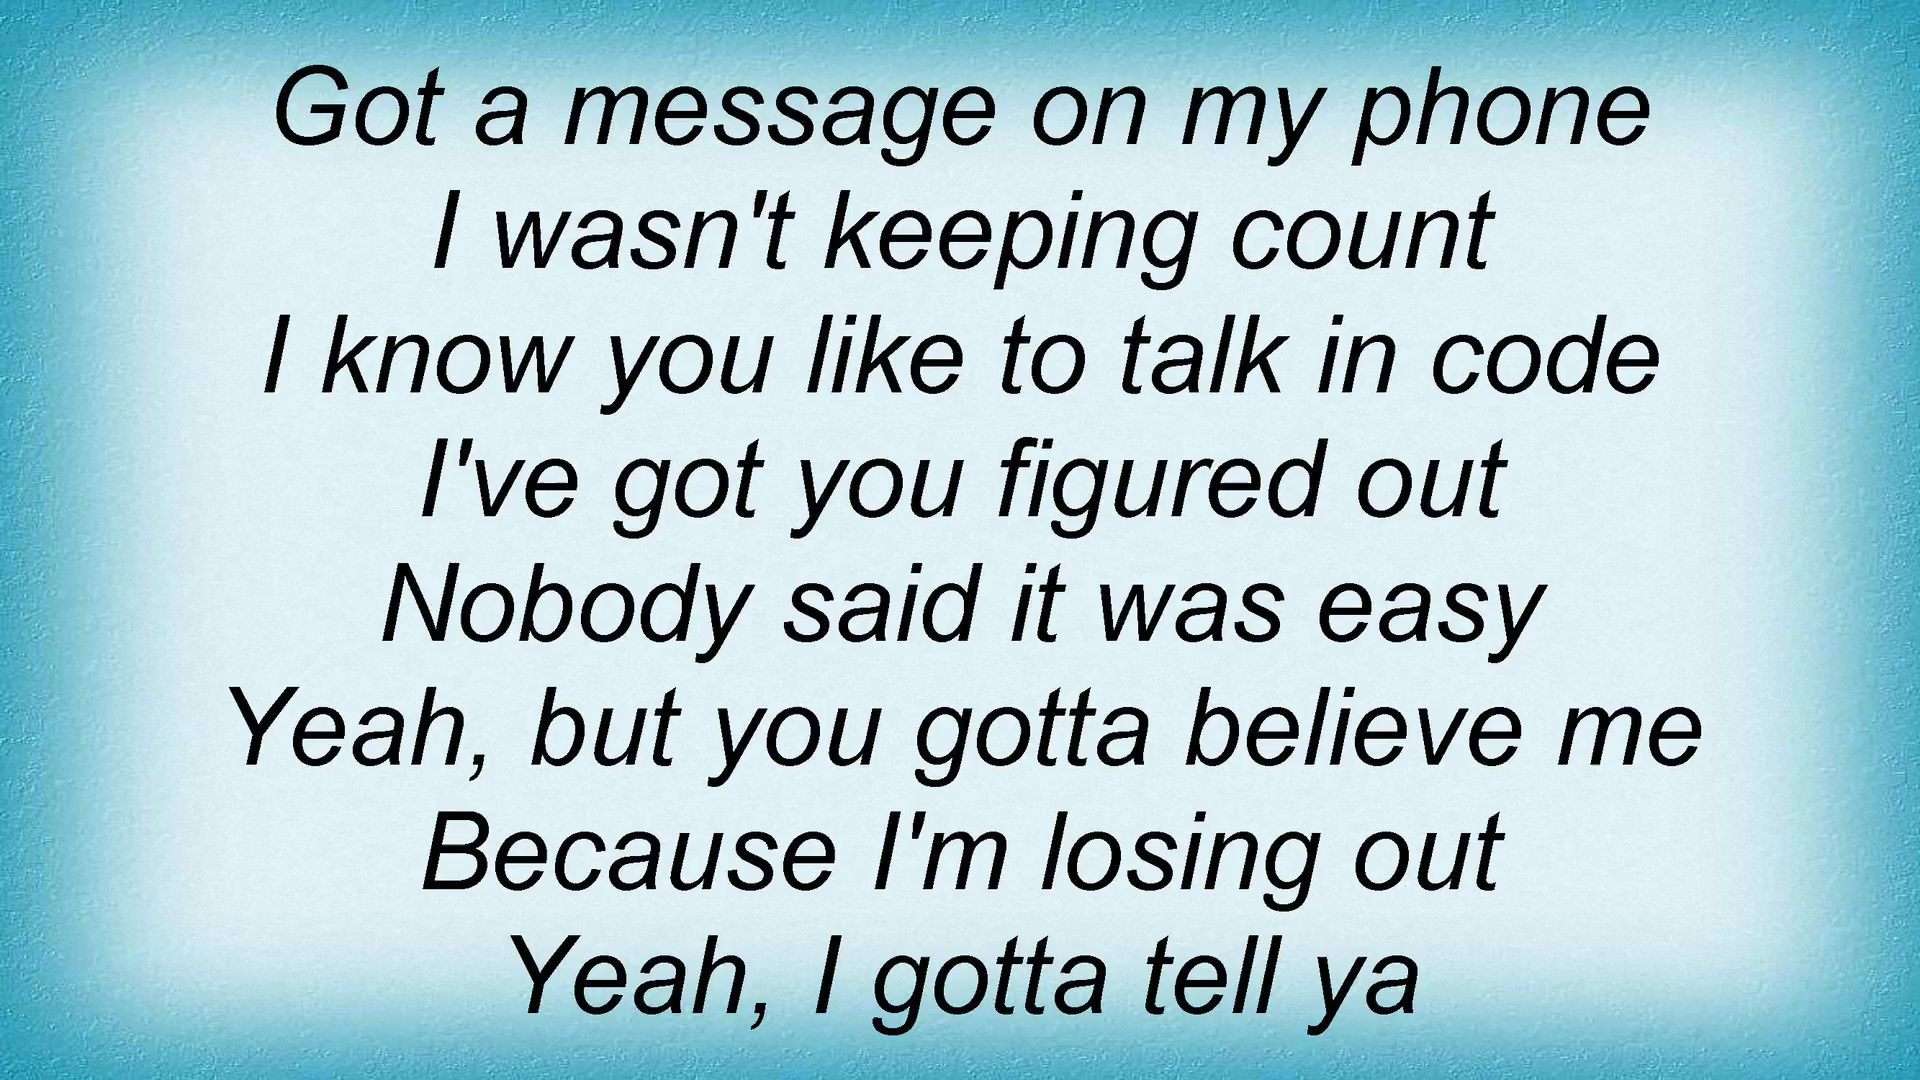 Got a message on my phone
I wasn't keeping count
I know you like to talk in code
I've got you figured out
Nobody said it was easy
Yeah, but you gotta believe me
Because I'm losing out
Yeah, I gotta tell ya